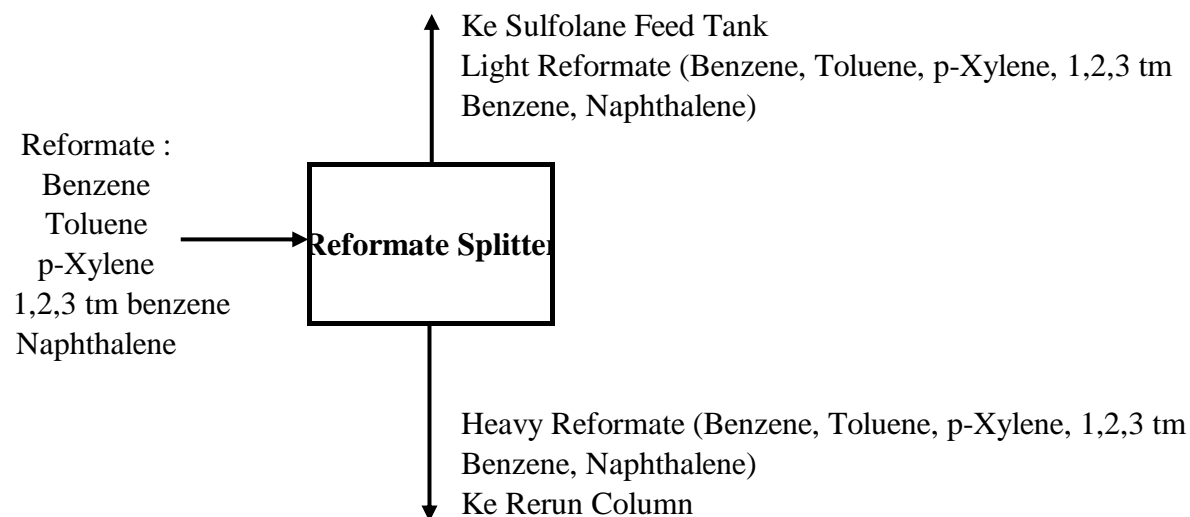 Ke Sulfolane Feed Tank
Light Reformate (Benzene, Toluene, p-Xylene, 1,2,3 tm
Benzene, Naphthalene)
Reformate :
Benzene
Toluene
p-Xylene
1,2,3 tm benzene
Naphthalene
Reformate Splitter
Heavy Reformate (Benzene, Toluene, p-Xylene, 1,2,3 tm
Benzene, Naphthalene)
Ke Rerun Column